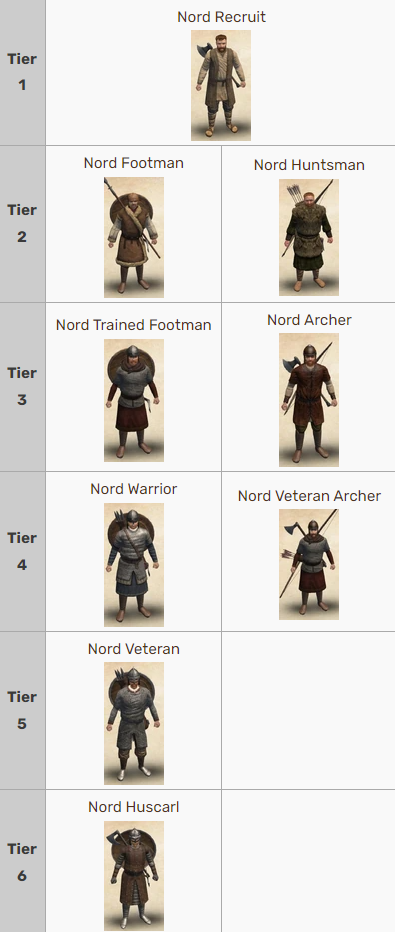 Tier
1
Nord Recruit
Tier
2
Nord Footman
Nord Huntsman
Tier
3
Nord Trained Footman
Nord Archer
Tier
4
Nord Warrior
Nord Veteran Archer
Tier
5
Nord Veteran
Tier
6
Nord Huscarl